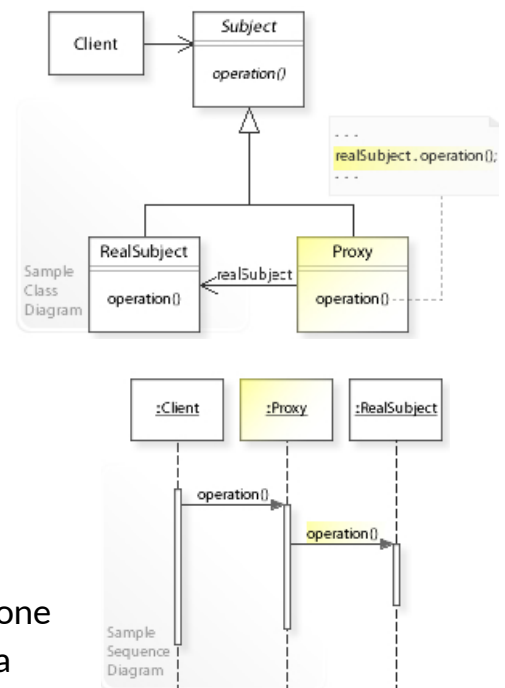 Client
Subject
operation()
. . .
realSubject.operation();
. . .
RealSubject
operation()
realSubject
Proxy
operation()
Sample
Class
Diagram
:Client
:Proxy
:RealSubject
operation()
operation()
one
a
Sample
Sequence
Diagram